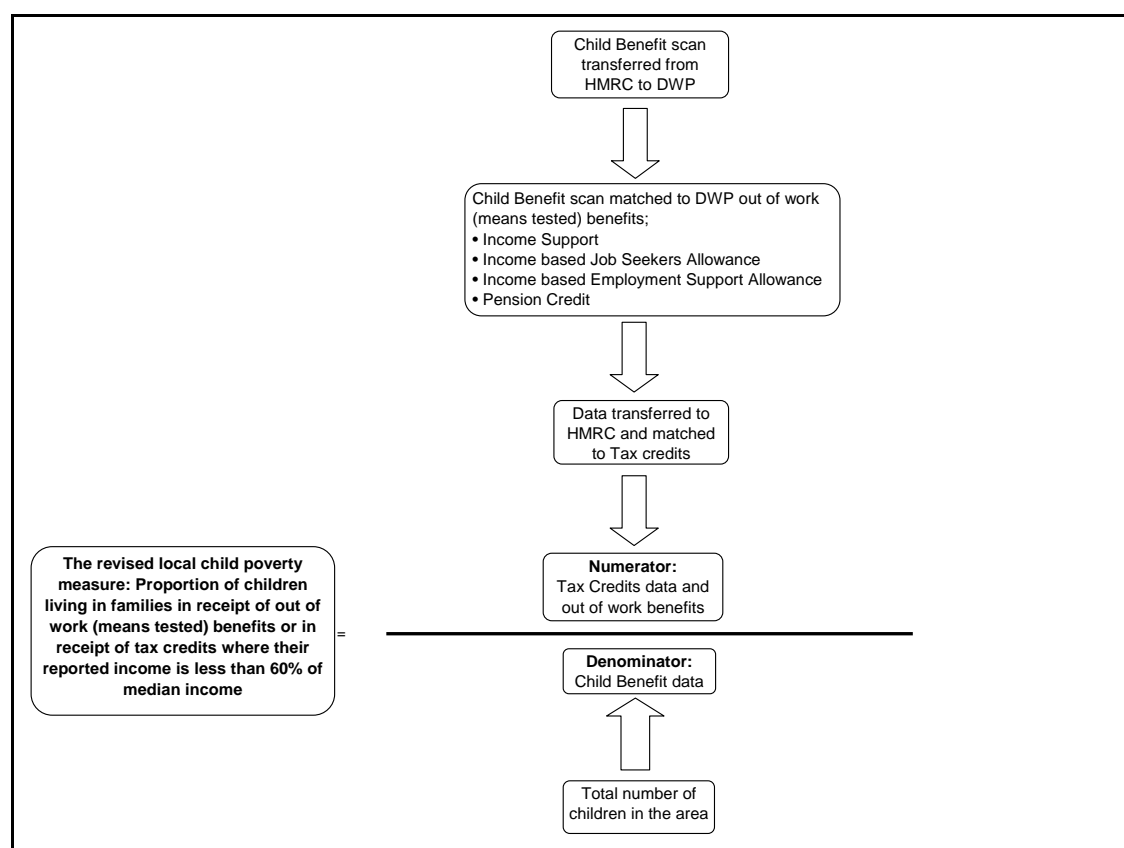 Child Benefit scan
transferred from
HMRC to DWP
Child Benefit scan matched to DWP out of work
(means tested) benefits;
• Income Support
• Income based Job Seekers Allowance
• Income based Employment Support Allowance
• Pension Credit
Data transferred to
HMRC and matched
to Tax credits
The revised local child poverty
measure: Proportion of children
living in families in receipt of out of
work (means tested) benefits or in
receipt of tax credits where their
reported income is less than 60% of
median income
=
Numerator:
Tax Credits data and
out of work benefits
Denominator:
Child Benefit data
Total number of
children in the area